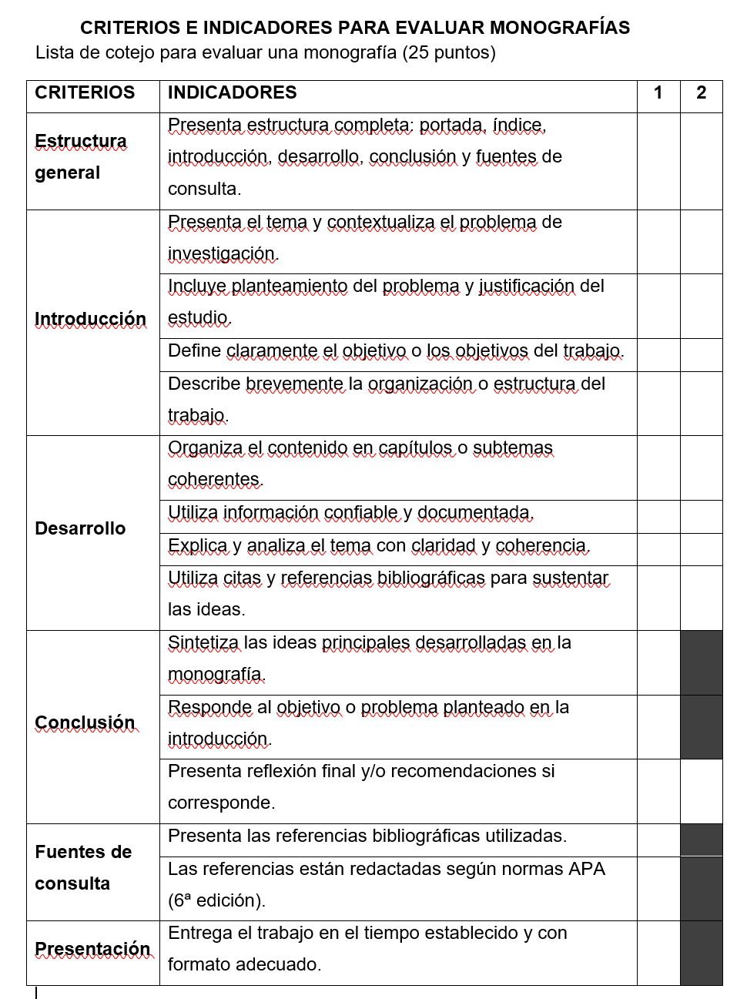 CRITERIOS E INDICADORES PARA EVALUAR MONOGRAFÍAS
Lista de cotejo para evaluar una monografía (25 puntos)
CRITERIOS INDICADORES 1 2
Estructura
general
Presenta estructura completa: portada, índice,
introducción, desarrollo, conclusión y fuentes de
consulta.
Introducción
Presenta el tema y contextualiza el problema de
investigación.
Incluye planteamiento del problema y justificación del
estudio.
Define claramente el objetivo o los objetivos del trabajo.
Describe brevemente la organización o estructura del
trabajo.
Desarrollo
Organiza el contenido en capítulos o subtemas
coherentes.
Utiliza información confiable y documentada.
Explica y analiza el tema con claridad y coherencia.
Utiliza citas y referencias bibliográficas para sustentar
las ideas.
Conclusión
Sintetiza las ideas principales desarrolladas en la
monografía.
Responde al objetivo o problema planteado en la
introducción.
Presenta reflexión final y/o recomendaciones si
corresponde.
Fuentes de
consulta
Presenta las referencias bibliográficas utilizadas.
Las referencias están redactadas según normas APA
(6ª edición).
Presentación
Entrega el trabajo en el tiempo establecido y con
formato adecuado.